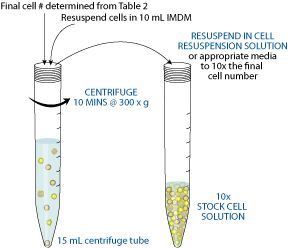 Final cell # determined from Table 2
Resuspend cells in 10 mL IMDM
CENTRIFUGE
10 MINS @ 300 x g
15 mL centrifuge tube
RESUSPEND IN CELL
RESUSPENSION SOLUTION
or appropriate media
to 10x the final
cell number
10x
STOCK CELL
SOLUTION